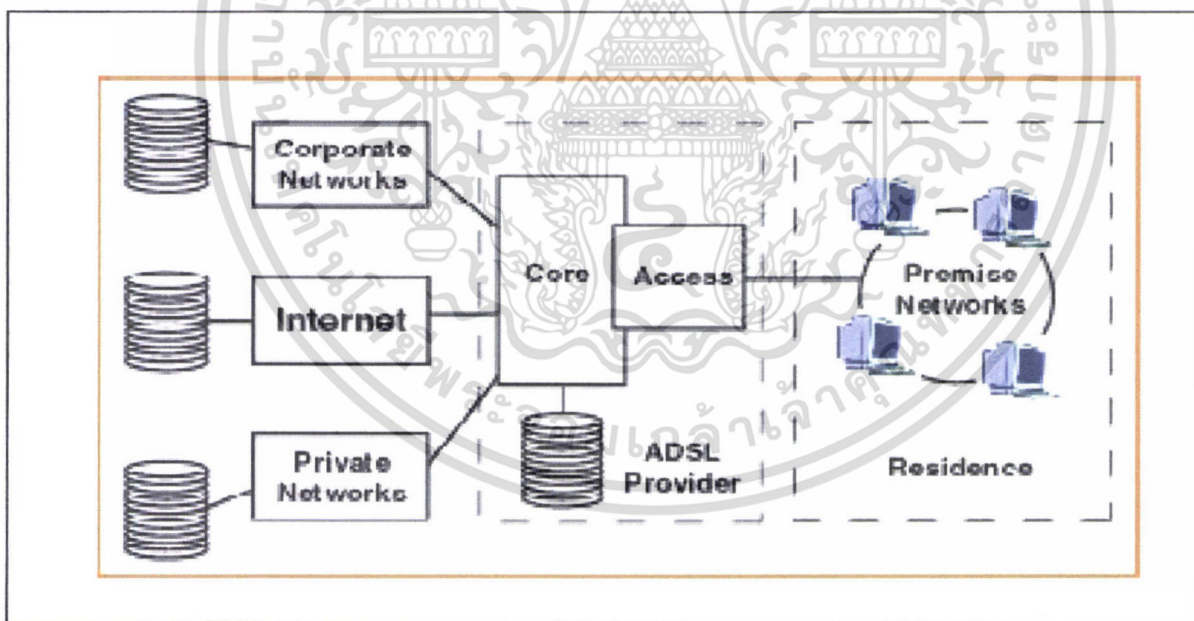 Corporate
Networks
Internet
Private
Networks
Core
Access
ADSL
Provider
Premise
Networks
Residence